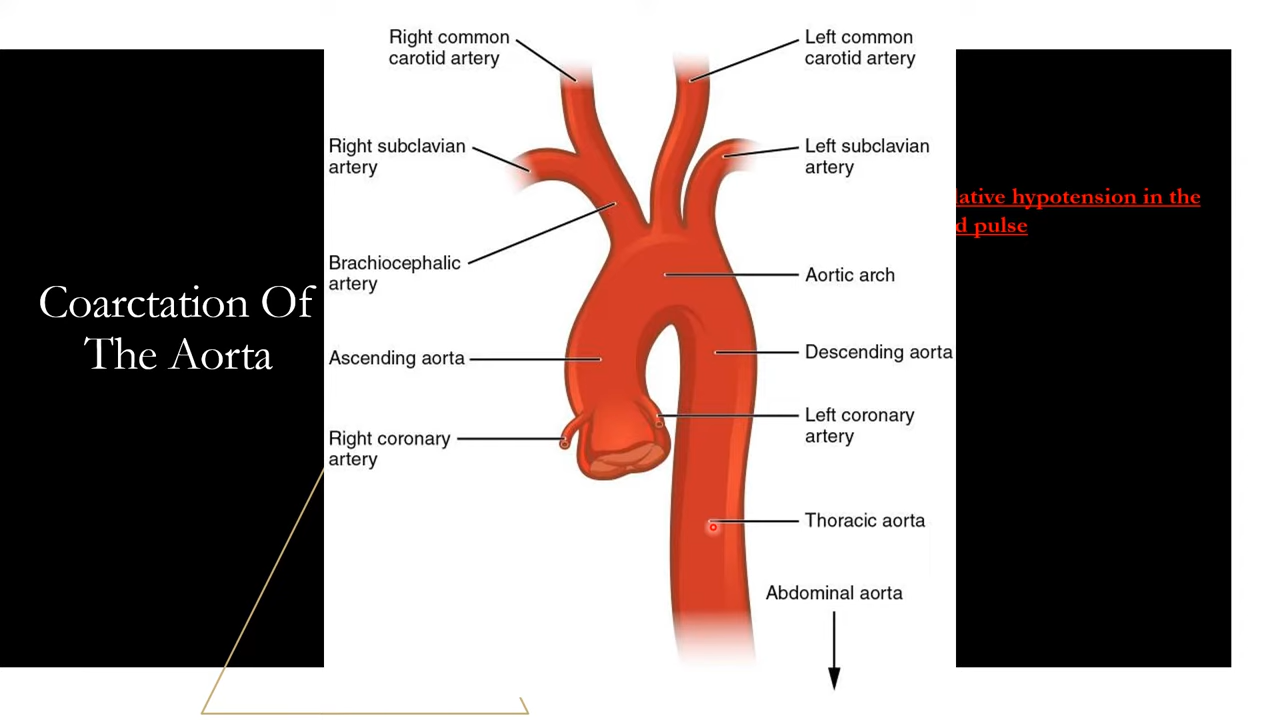 Right common
carotid artery
Left common
carotid artery
Right subclavian
artery
Left subclavian
artery
hypotension in the
pulse
Brachiocephalic
artery
Aortic arch
Coarctation Of
The Aorta
Ascending aorta
Descending aorta
Right coronary
artery
Left coronary
artery
Thoracic aorta
Abdominal aorta